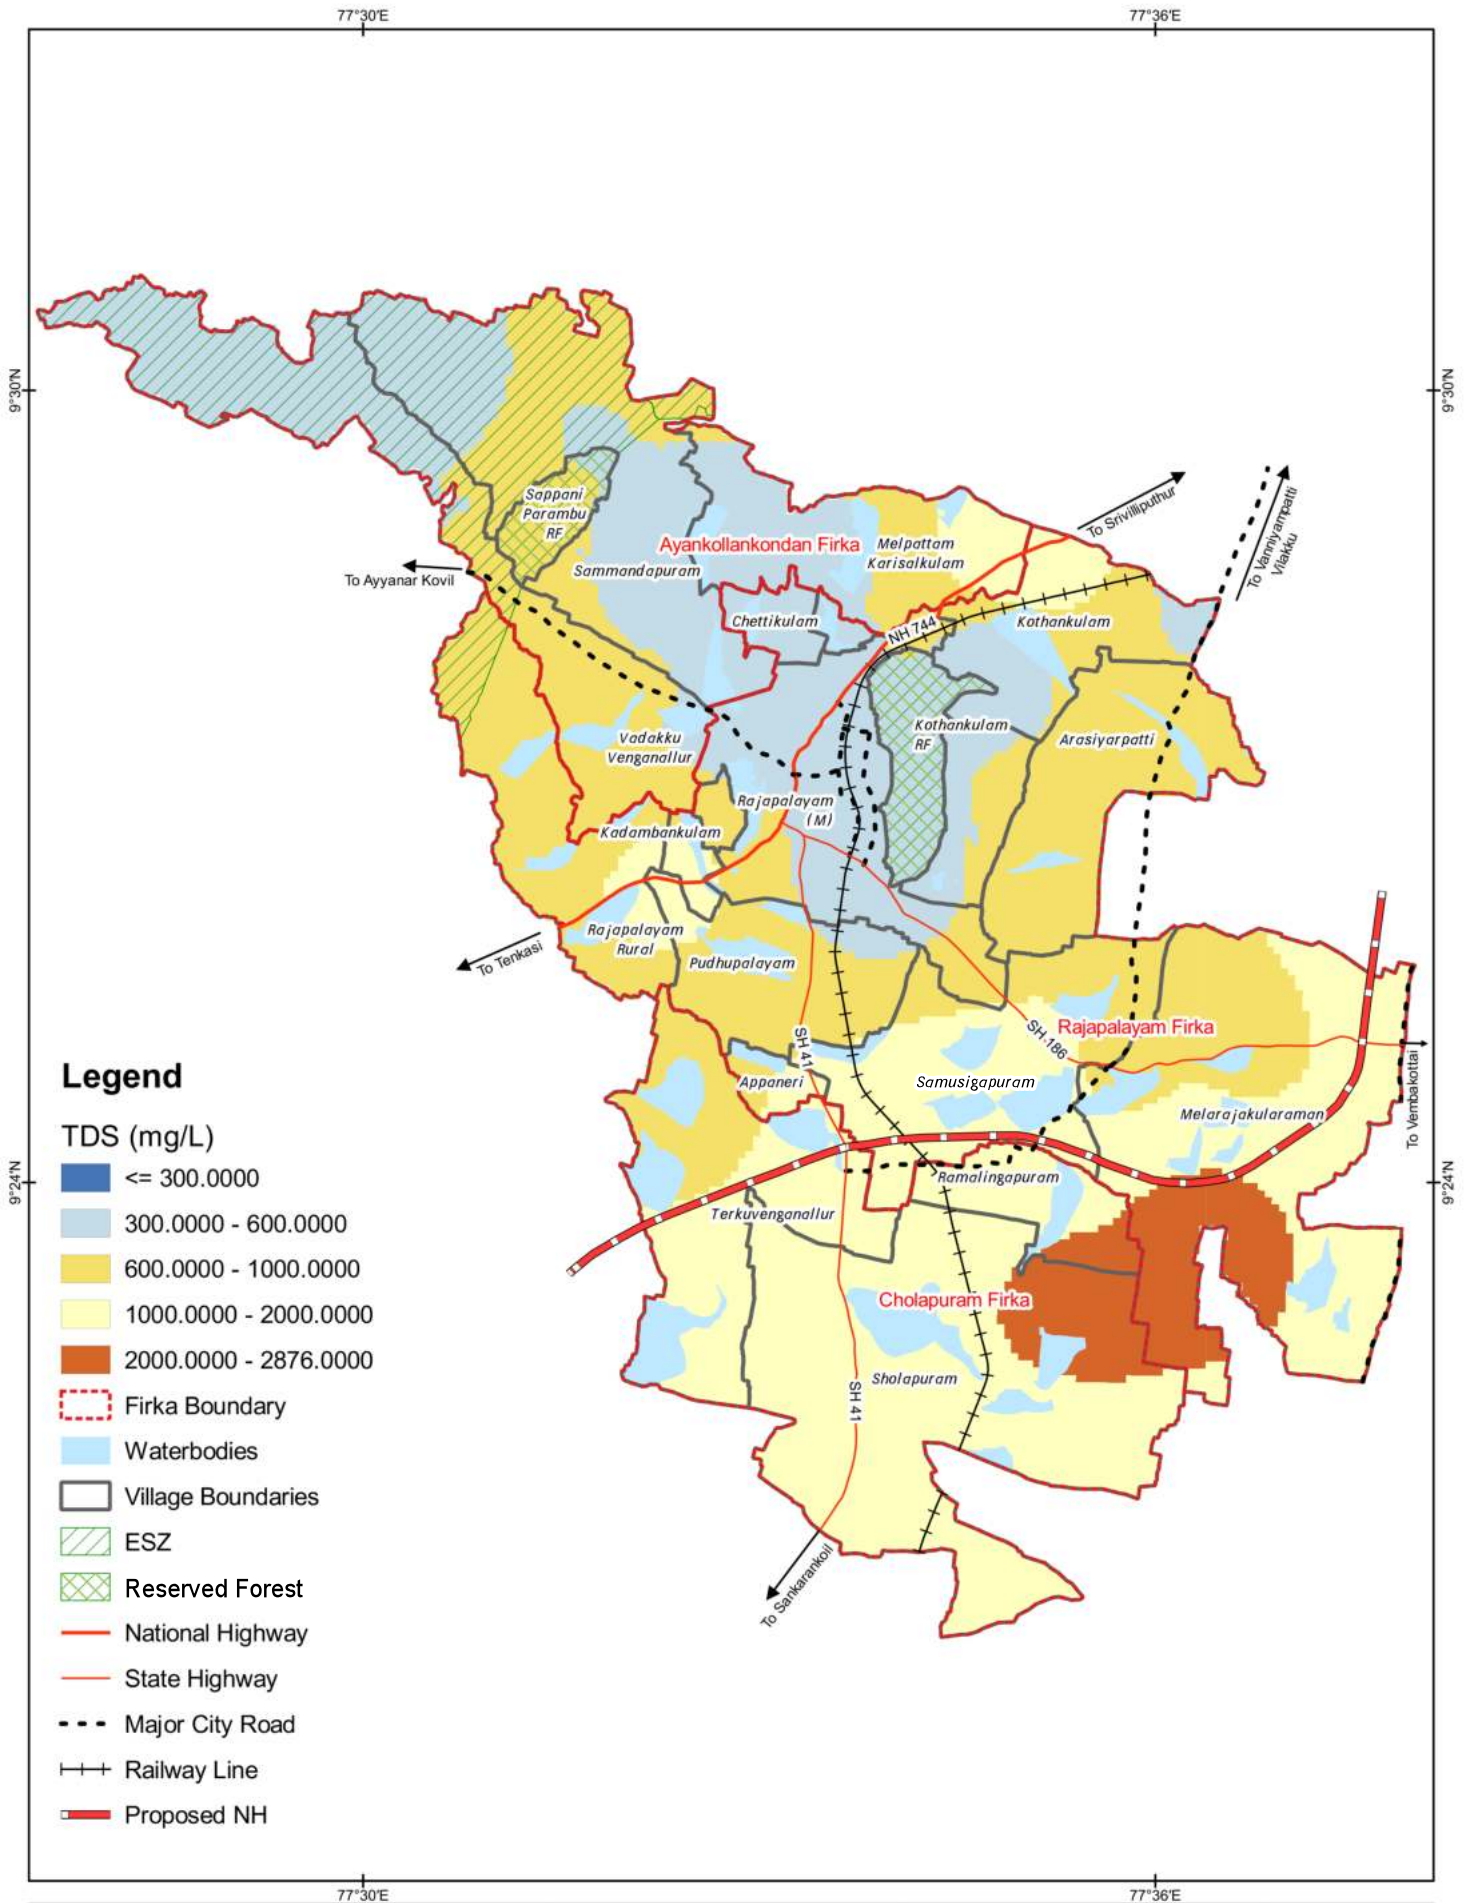 77°30'E
77°36'E
9°30'N
9°30'N
Sappani
Parambu
RF
To Srivilliputhur
To Vanniyampatti
Vilakku
Ayankollankondan Firka
Melpattam
Karisalkulam
To Ayyanar Kovil
Sammandapuram
Chettikulam
NH 744
Kothankulam
Vadakku
Venganallur
Kothankulam
RF
Arasiyarpatti
Rajapalayam
(M)
Kadambankulam
Rajapalayam
Rural
To Tenkasi
Pudhupalayam
SH 41
SH 186
Rajapalayam Firka
Appaneri
Samusigapuram
Melarajakularaman
To Vembakottai
9°24'N
9°24'N
Ramalingapuram
Terkuvenganallur
Cholapuram Firka
Sholapuram
SH 41
To Sankarankoil
Legend
TDS (mg/L)
<= 300.0000
300.0000 - 600.0000
600.0000 - 1000.0000
1000.0000 - 2000.0000
2000.0000 - 2876.0000
Firka Boundary
Waterbodies
Village Boundaries
ESZ
Reserved Forest
National Highway
State Highway
Major City Road
Railway Line
Proposed NH
77°30'E
77°36'E